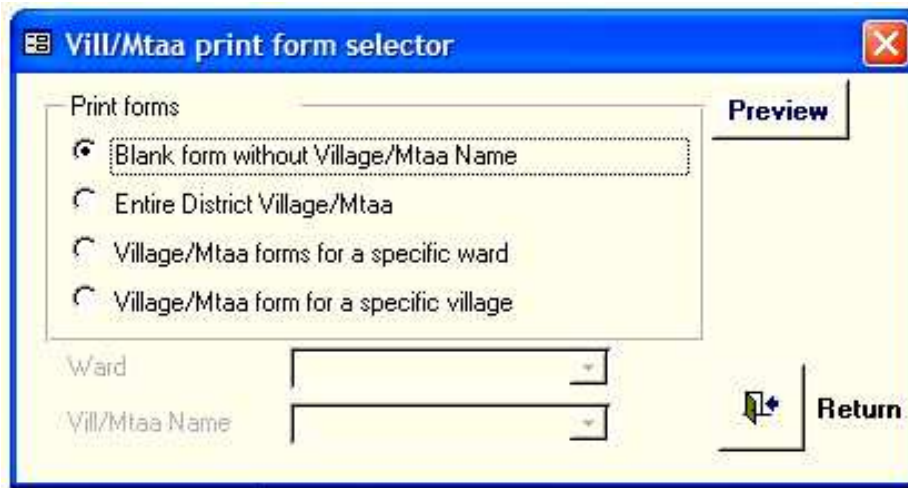 Vill/Mtaa print form selector
Print forms
Preview
Blank form without Village/Mtaa Name
Entire District Village/Mtaa
Village/Mtaa forms for a specific ward
Village/Mtaa form for a specific village
Ward
Vill/Mtaa Name
Return